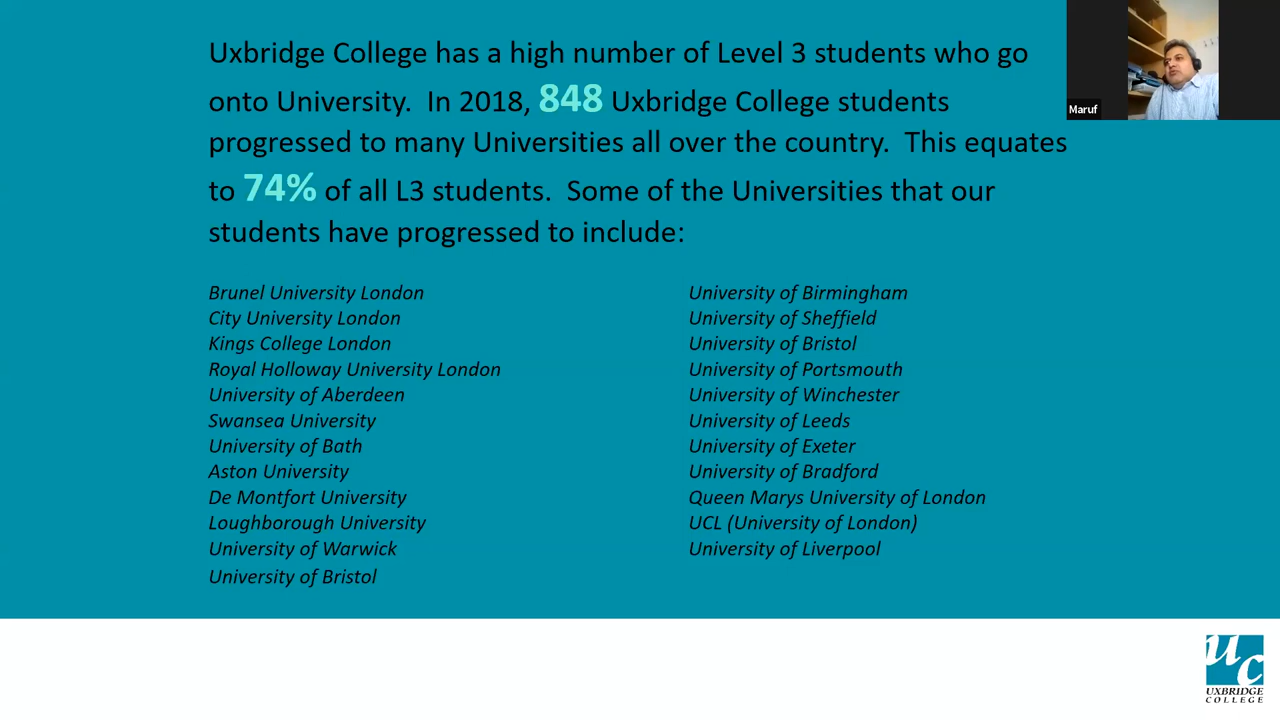 Uxbridge College has a high number of Level 3 students who go
onto University.  In 2018, 848 Uxbridge College students
progressed to many Universities all over the country.  This equates
to 74% of all L3 students.  Some of the Universities that our
students have progressed to include:
Brunel University London
City University London
Kings College London
Royal Holloway University London
University of Aberdeen
Swansea University
University of Bath
Aston University
De Montfort University
Loughborough University
University of Warwick
University of Bristol
University of Birmingham
University of Sheffield
University of Bristol
University of Portsmouth
University of Winchester
University of Leeds
University of Exeter
University of Bradford
Queen Marys University of London
UCL (University of London)
University of Liverpool
Maruf
uc
UXBRIDGE
COLLEGE